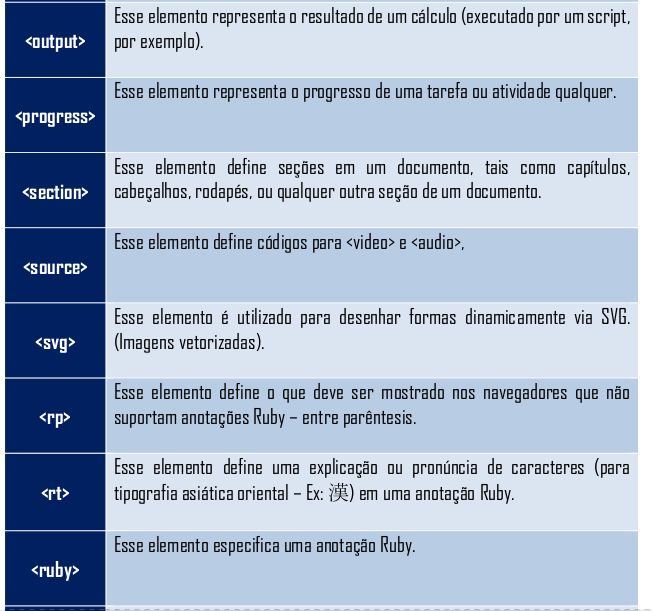 <output>
Esse elemento representa o resultado de um cálculo (executado por um script,
por exemplo).
<progress>
Esse elemento representa o progresso de uma tarefa ou atividade qualquer.
<section>
Esse elemento define seções em um documento, tais como capítulos,
cabeçalhos, rodapés, ou qualquer outra seção de um documento.
<source>
Esse elemento define códigos para <video> e <audio>,
<svg>
Esse elemento é utilizado para desenhar formas dinamicamente via SVG.
(Imagens vetorizadas).
<rp>
Esse elemento define o que deve ser mostrado nos navegadores que não
suportam anotações Ruby – entre parêntesis.
<rt>
Esse elemento define uma explicação ou pronúncia de caracteres (para
tipografia asiática oriental – Ex: 漢) em uma anotação Ruby.
<ruby>
Esse elemento especifica uma anotação Ruby.